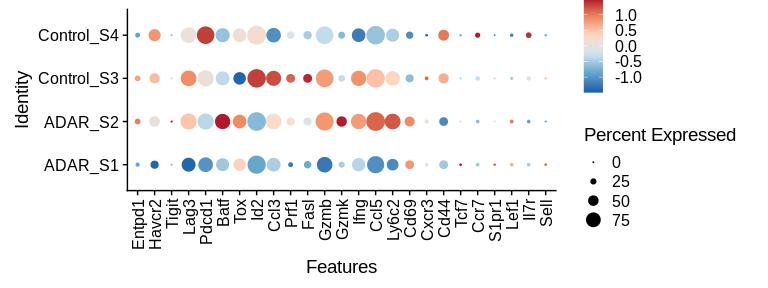 1.0
0.5
0.0
-0.5
-1.0
Percent Expressed
0
25
50
75
Identity
Control_S4
Control_S3
ADAR_S2
ADAR_S1
Entpd1 Havcr2 Tigit Lag3 Pdcd1 Batf Tox Id2 Ccl3 Prf1 Fasl Gzmb Gzmk Ifng Ccl5 Ly6c2 Cd69 Cxcr3 Cd44 Tcf7 Ccr7 S1pr1 Lef1 Il7r Sell
Features